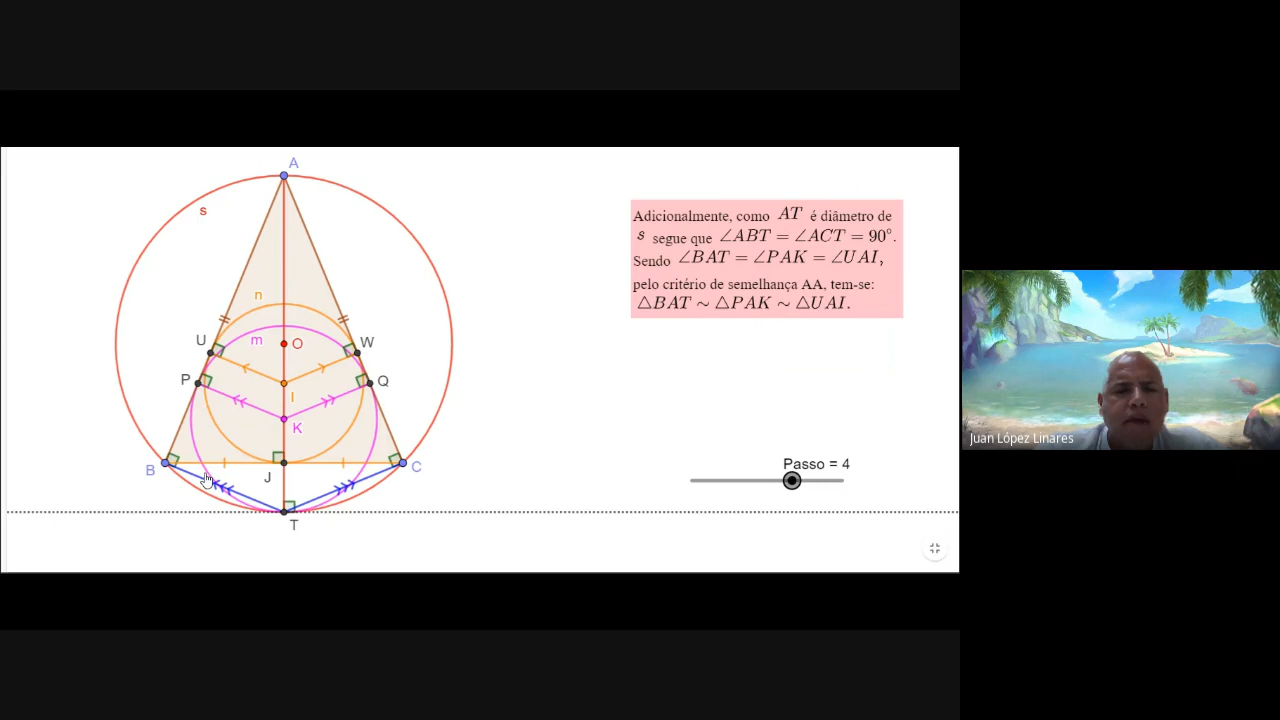 A
s
n
m
O
U
W
P
Q
I
K
B
J
C
T
Adicionalmente, como AT é diâmetro de
s segue que ∠ABT = ∠ACT = 90°.
Sendo ∠BAT = ∠PAK = ∠UAI,
pelo critério de semelhança AA, tem-se:
△BAT ∼ △PAK ∼ △UAI.
Passo = 4
Juan López Linares